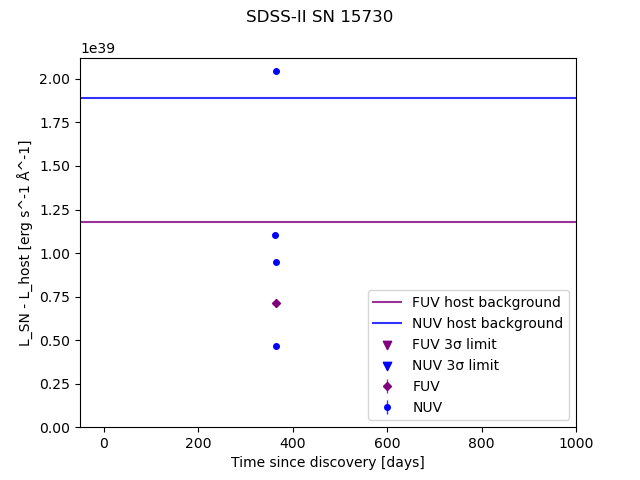 SDSS-II SN 15730
1e39
2.00
1.75
1.50
1.25
1.00
0.75
0.50
0.25
0.00
L_SN - L_host [erg s^-1 Å^-1]
FUV host background
NUV host background
FUV 3σ limit
NUV 3σ limit
FUV
NUV
0 200 400 600 800 1000
Time since discovery [days]